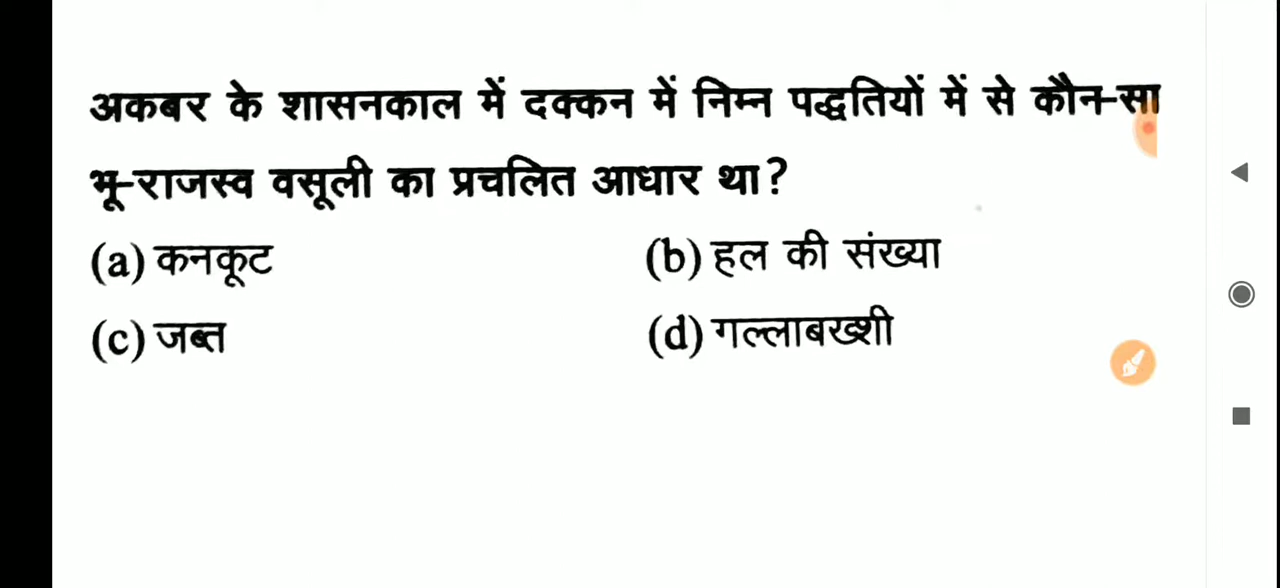 अकबर के शासनकाल में दक्कन में निम्न पद्धतियों में से कौन-सा
भू-राजस्व वसूली का प्रचलित आधार था?
(a) कनकूट
(b) हल की संख्या
(c) जब्त
(d) गल्लाबख्शी